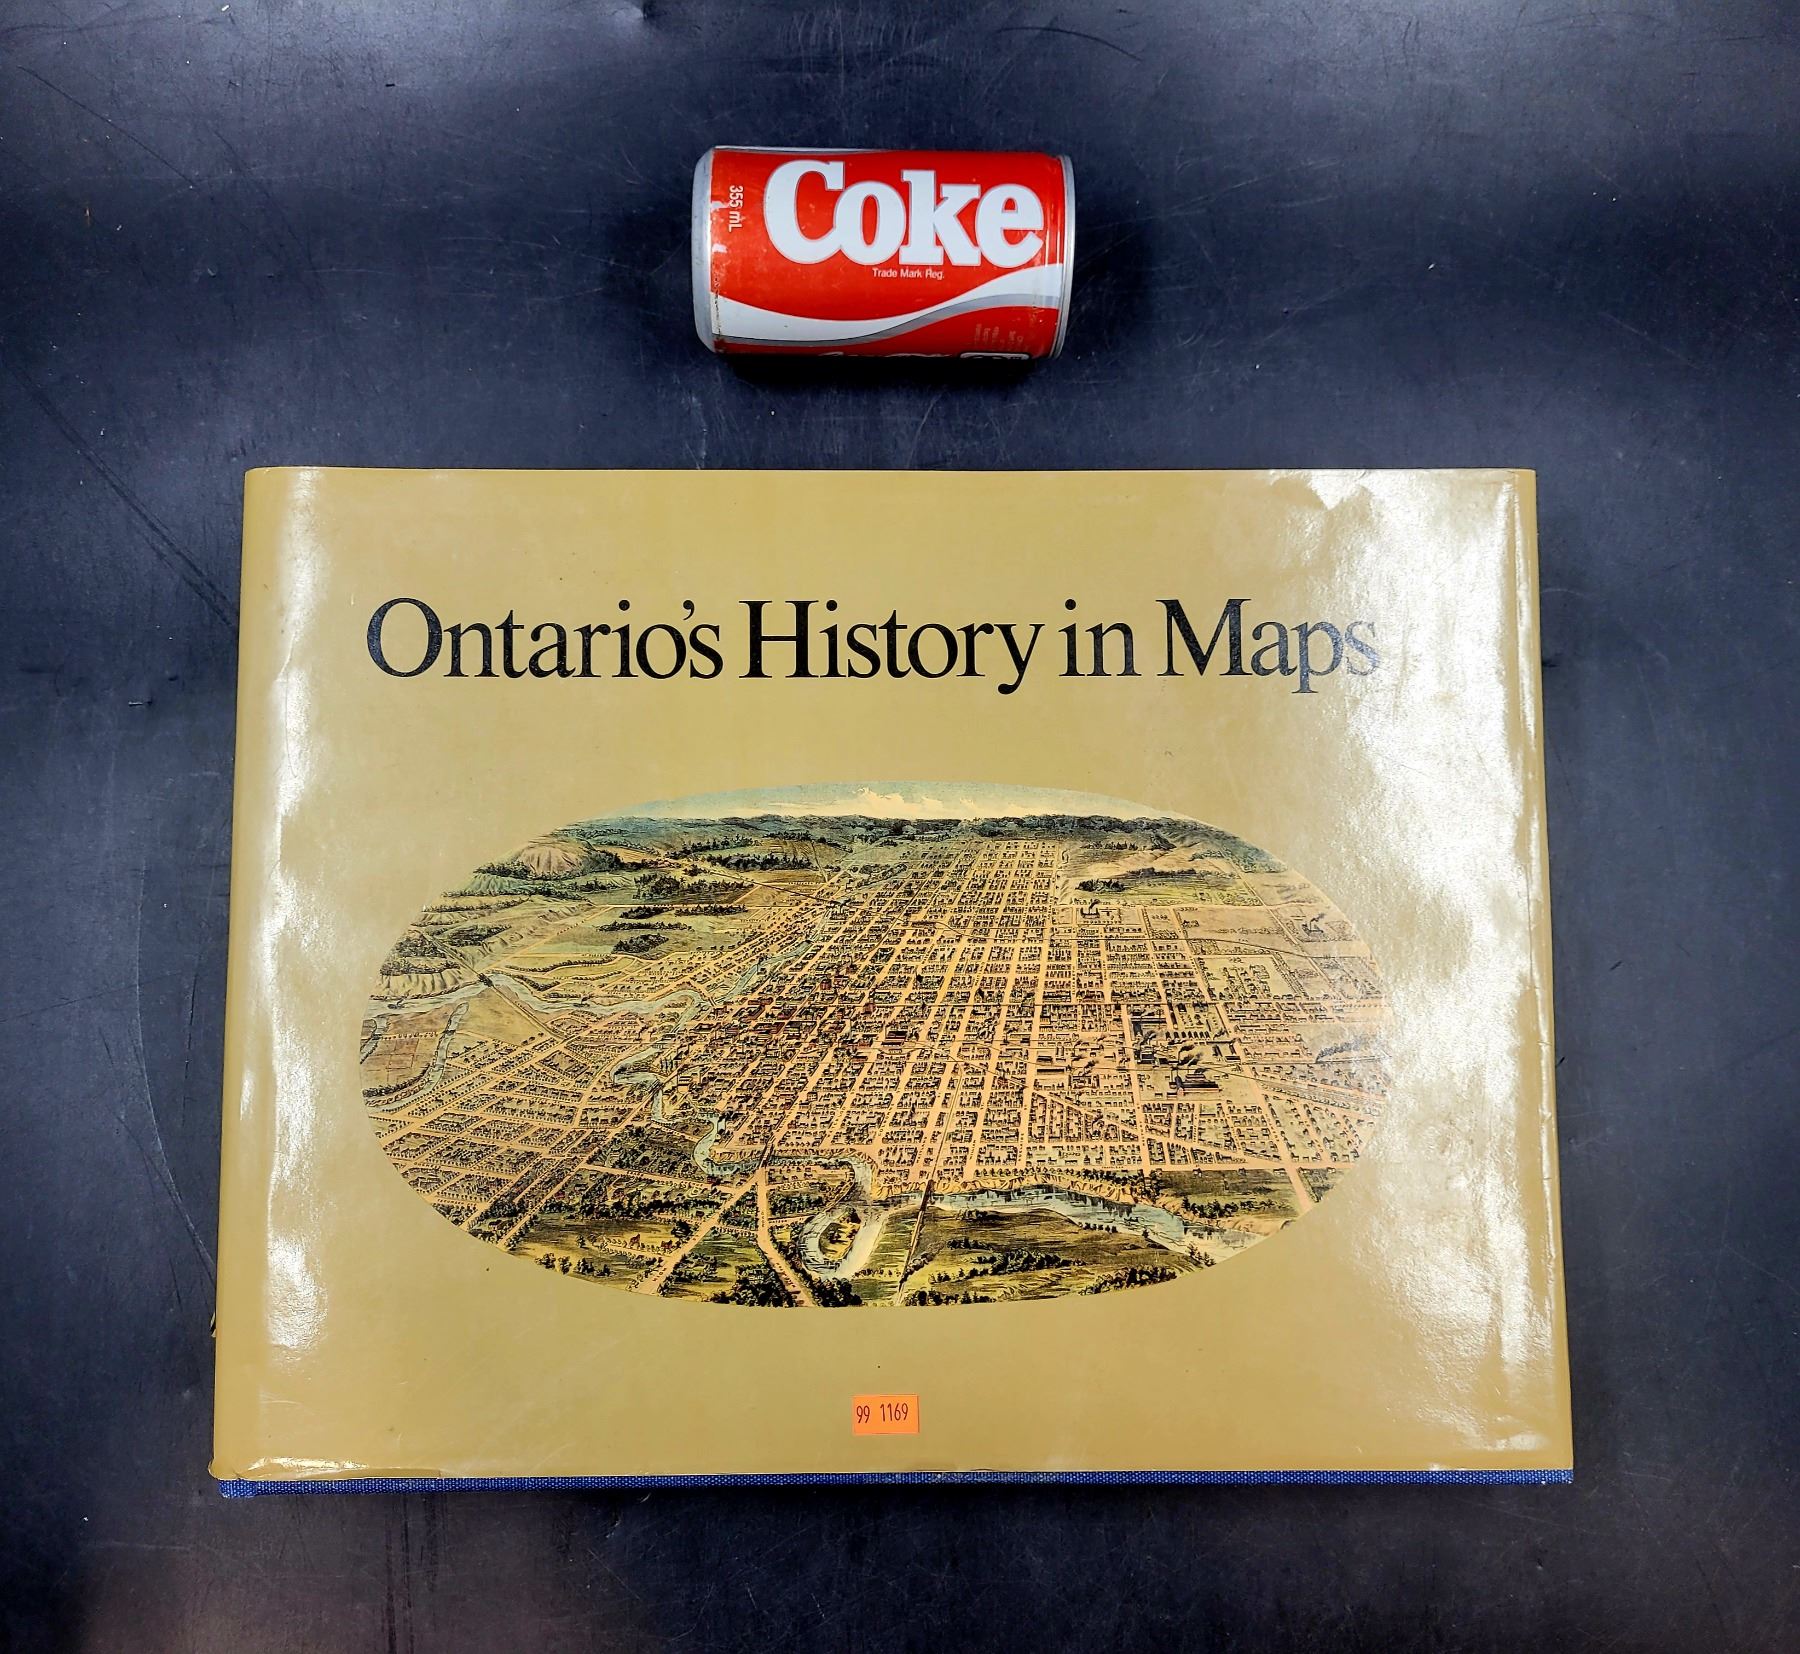 355 mL
Coke
Trade Mark Reg.
Ontario's History in Maps
99 1169